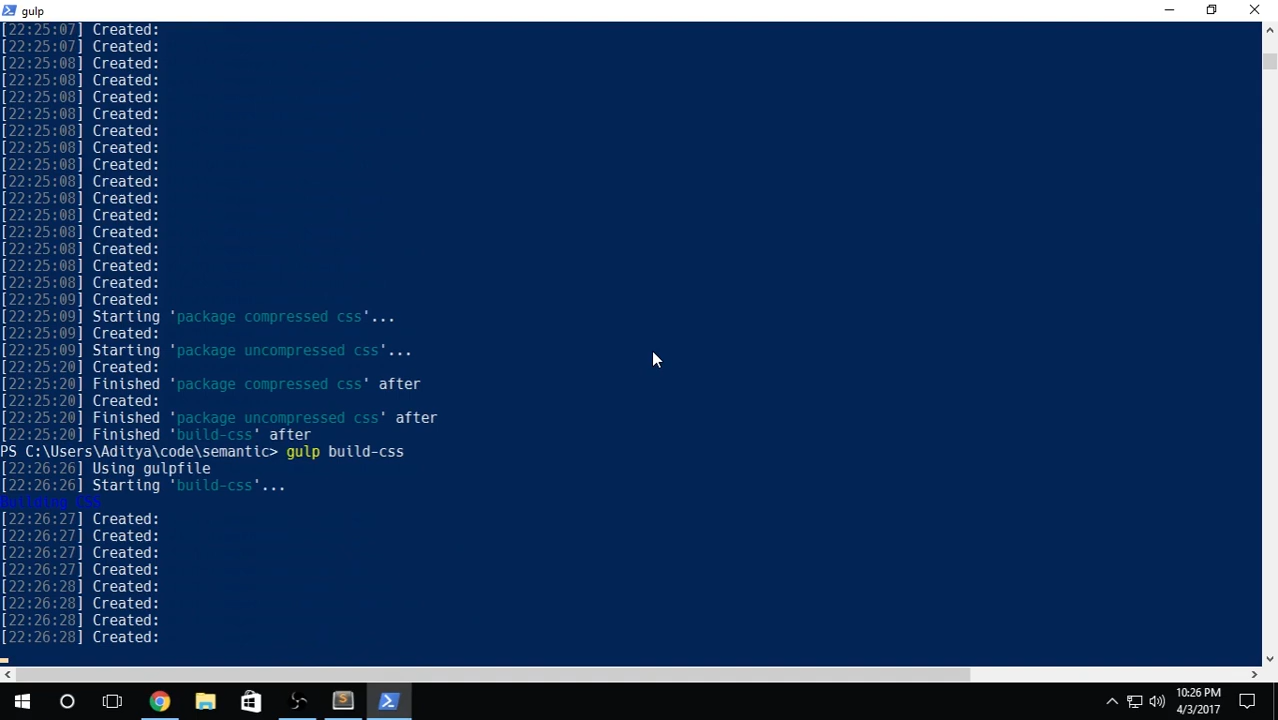 gulp
[22:25:07] Created:
[22:25:07] Created:
[22:25:08] Created:
[22:25:08] Created:
[22:25:08] Created:
[22:25:08] Created:
[22:25:08] Created:
[22:25:08] Created:
[22:25:08] Created:
[22:25:08] Created:
[22:25:08] Created:
[22:25:08] Created:
[22:25:08] Created:
[22:25:08] Created:
[22:25:08] Created:
[22:25:08] Created:
[22:25:09] Created:
[22:25:09] Starting 'package compressed css'...
[22:25:09] Created:
[22:25:09] Starting 'package uncompressed css'...
[22:25:20] Created:
[22:25:20] Finished 'package compressed css' after
[22:25:20] Created:
[22:25:20] Finished 'package uncompressed css' after
[22:25:20] Finished 'build-css' after
PS C:\Users\Aditya\code\semantic> gulp build-css
[22:26:26] Using gulpfile
[22:26:26] Starting 'build-css'...
Building CSS
[22:26:27] Created:
[22:26:27] Created:
[22:26:27] Created:
[22:26:27] Created:
[22:26:28] Created:
[22:26:28] Created:
[22:26:28] Created:
[22:26:28] Created:
10:26 PM
4/3/2017